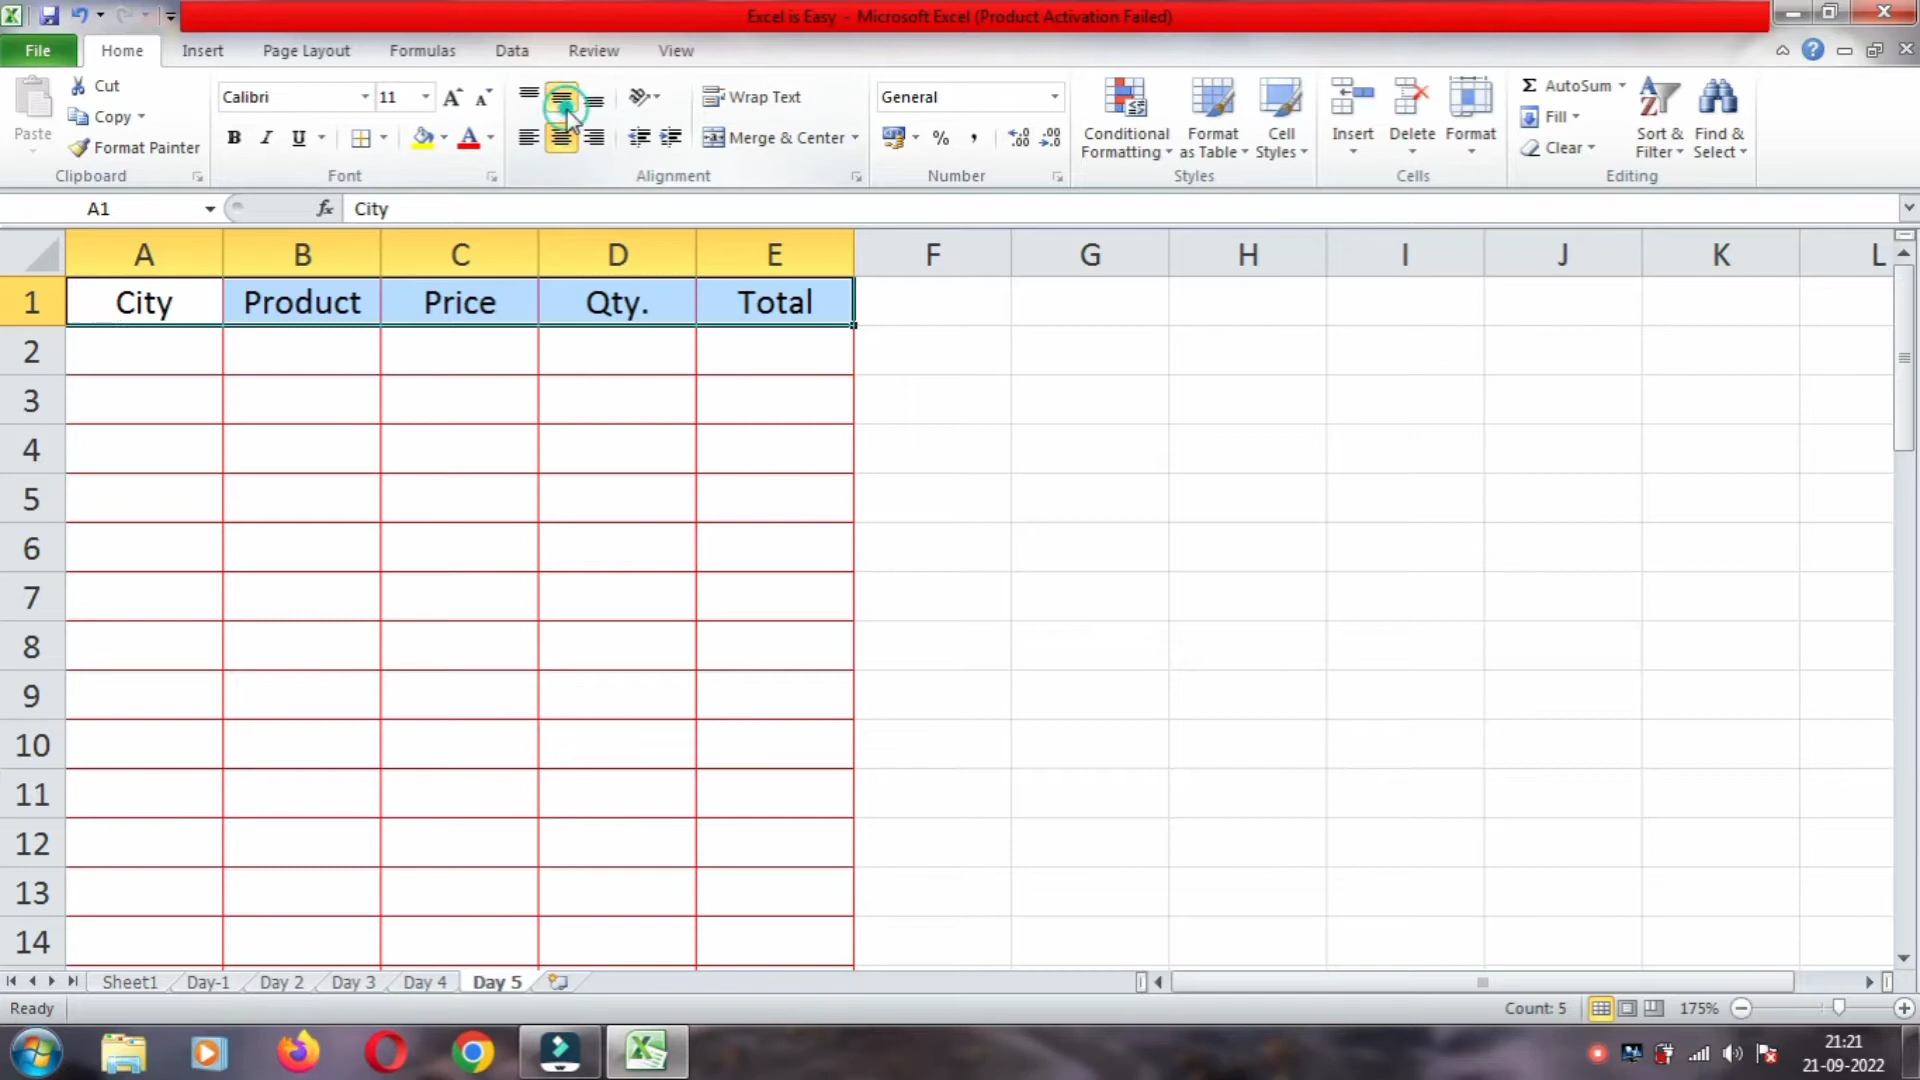 Excel is Easy - Microsoft Excel (Product Activation Failed)
File Home Insert Page Layout Formulas Data Review View
Paste
Cut
Copy
Format Painter
Clipboard
Calibri 11
B I U A
Font
Wrap Text
Merge & Center
Alignment
General
% ,
Number
Conditional Formatting
Format as Table
Cell Styles
Styles
Insert Delete Format
Cells
Σ AutoSum
Fill
Clear
Sort & Filter
Find & Select
Editing
A1 fx City
A B C D E F G H I J K L
1 City Product Price Qty. Total
2
3
4
5
6
7
8
9
10
11
12
13
14
Sheet1 Day-1 Day 2 Day 3 Day 4 Day 5
Ready Count: 5 175%
21:21
21-09-2022